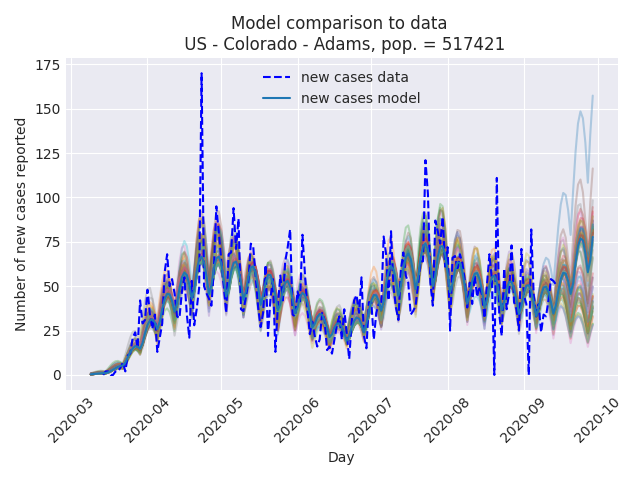 Model comparison to data
US - Colorado - Adams, pop. = 517421
new cases data
new cases model
Number of new cases reported
175
150
125
100
75
50
25
0
2020-03
2020-04
2020-05
2020-06
2020-07
2020-08
2020-09
2020-10
Day